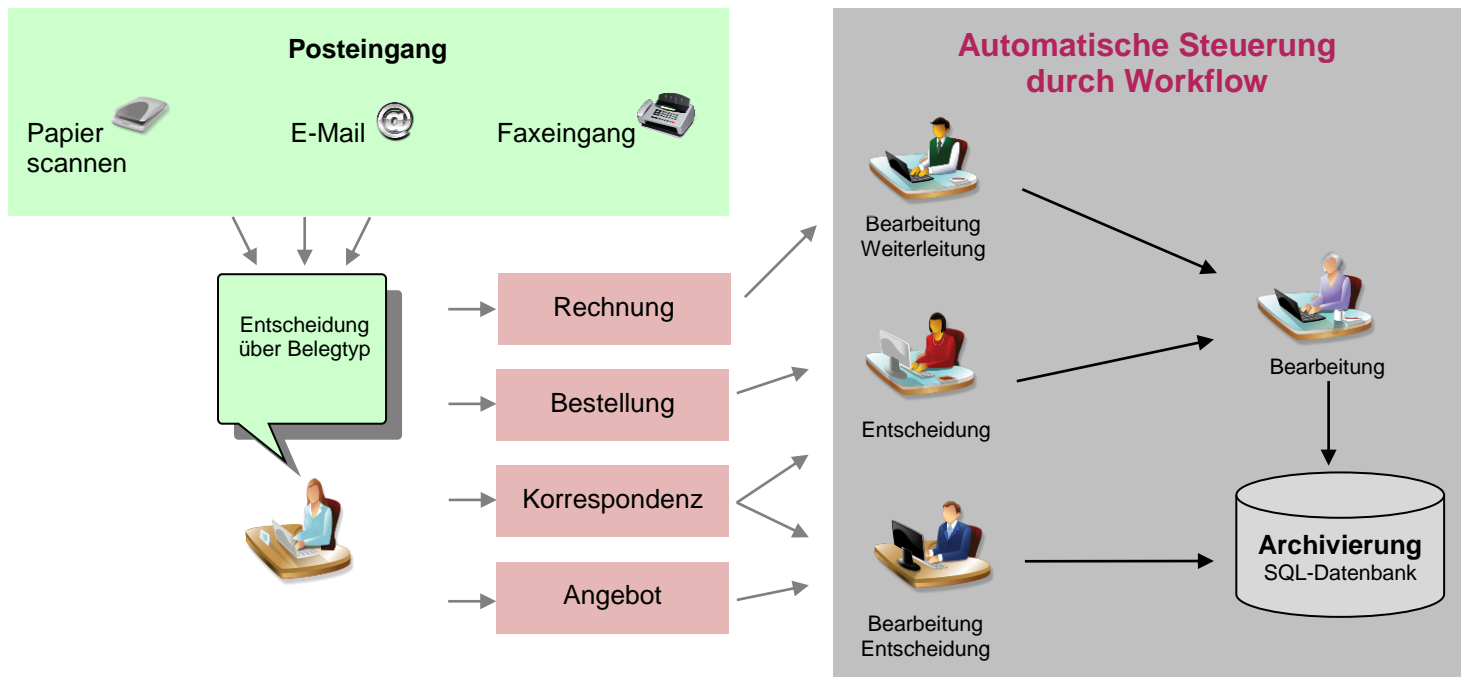 Posteingang
Papier
scannen
E-Mail
@
Faxeingang
Entscheidung
über Belegtyp
Rechnung
Bestellung
Korrespondenz
Angebot
Automatische Steuerung
durch Workflow
Bearbeitung
Weiterleitung
Entscheidung
Bearbeitung
Entscheidung
Bearbeitung
Archivierung
SQL-Datenbank